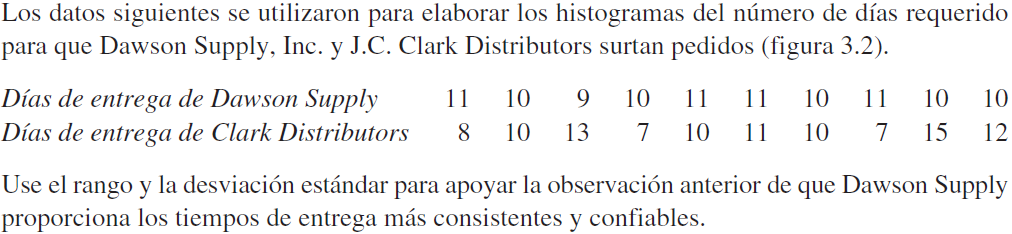 Los datos siguientes se utilizaron para elaborar los histogramas del número de días requerido
para que Dawson Supply, Inc. y J.C. Clark Distributors surtan pedidos (figura 3.2).
Días de entrega de Dawson Supply 11 10 9 10 11 11 10 11 10 10
Días de entrega de Clark Distributors 8 10 13 7 10 11 10 7 15 12
Use el rango y la desviación estándar para apoyar la observación anterior de que Dawson Supply
proporciona los tiempos de entrega más consistentes y confiables.